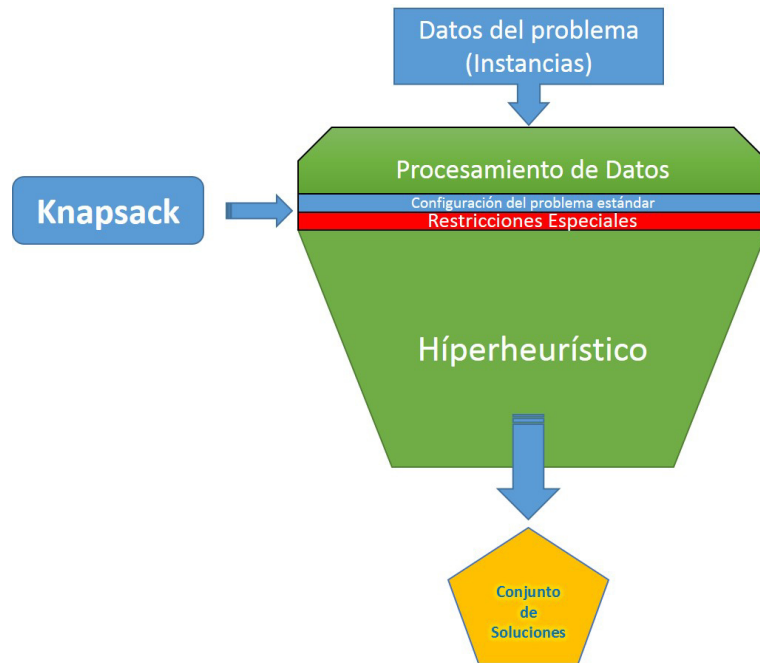 Datos del problema
(Instancias)
Procesamiento de Datos
Knapsack
Configuración del problema estándar
Restricciones Especiales
Híperheurístico
Conjunto
de
Soluciones